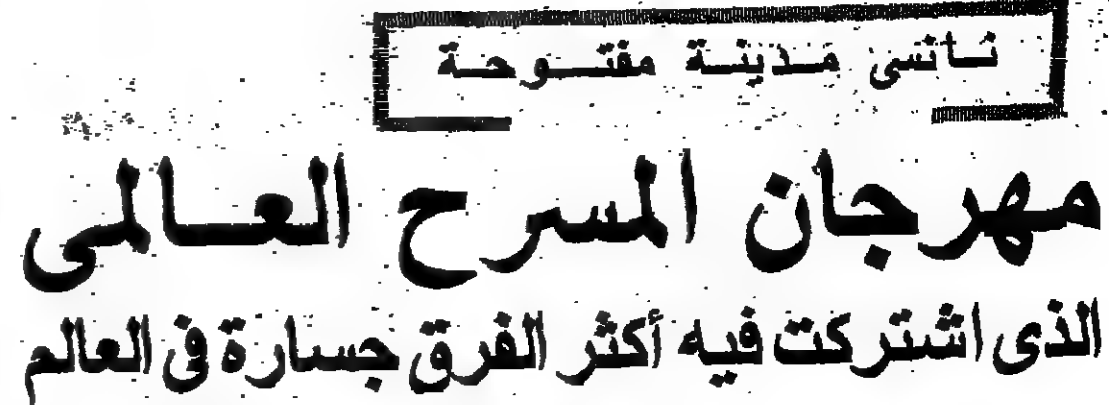 نانسى مدينة مفتوحة
مهرجان المسرح العالمى
الذى اشتركت فيه أكثر الفرق جسارة فى العالم